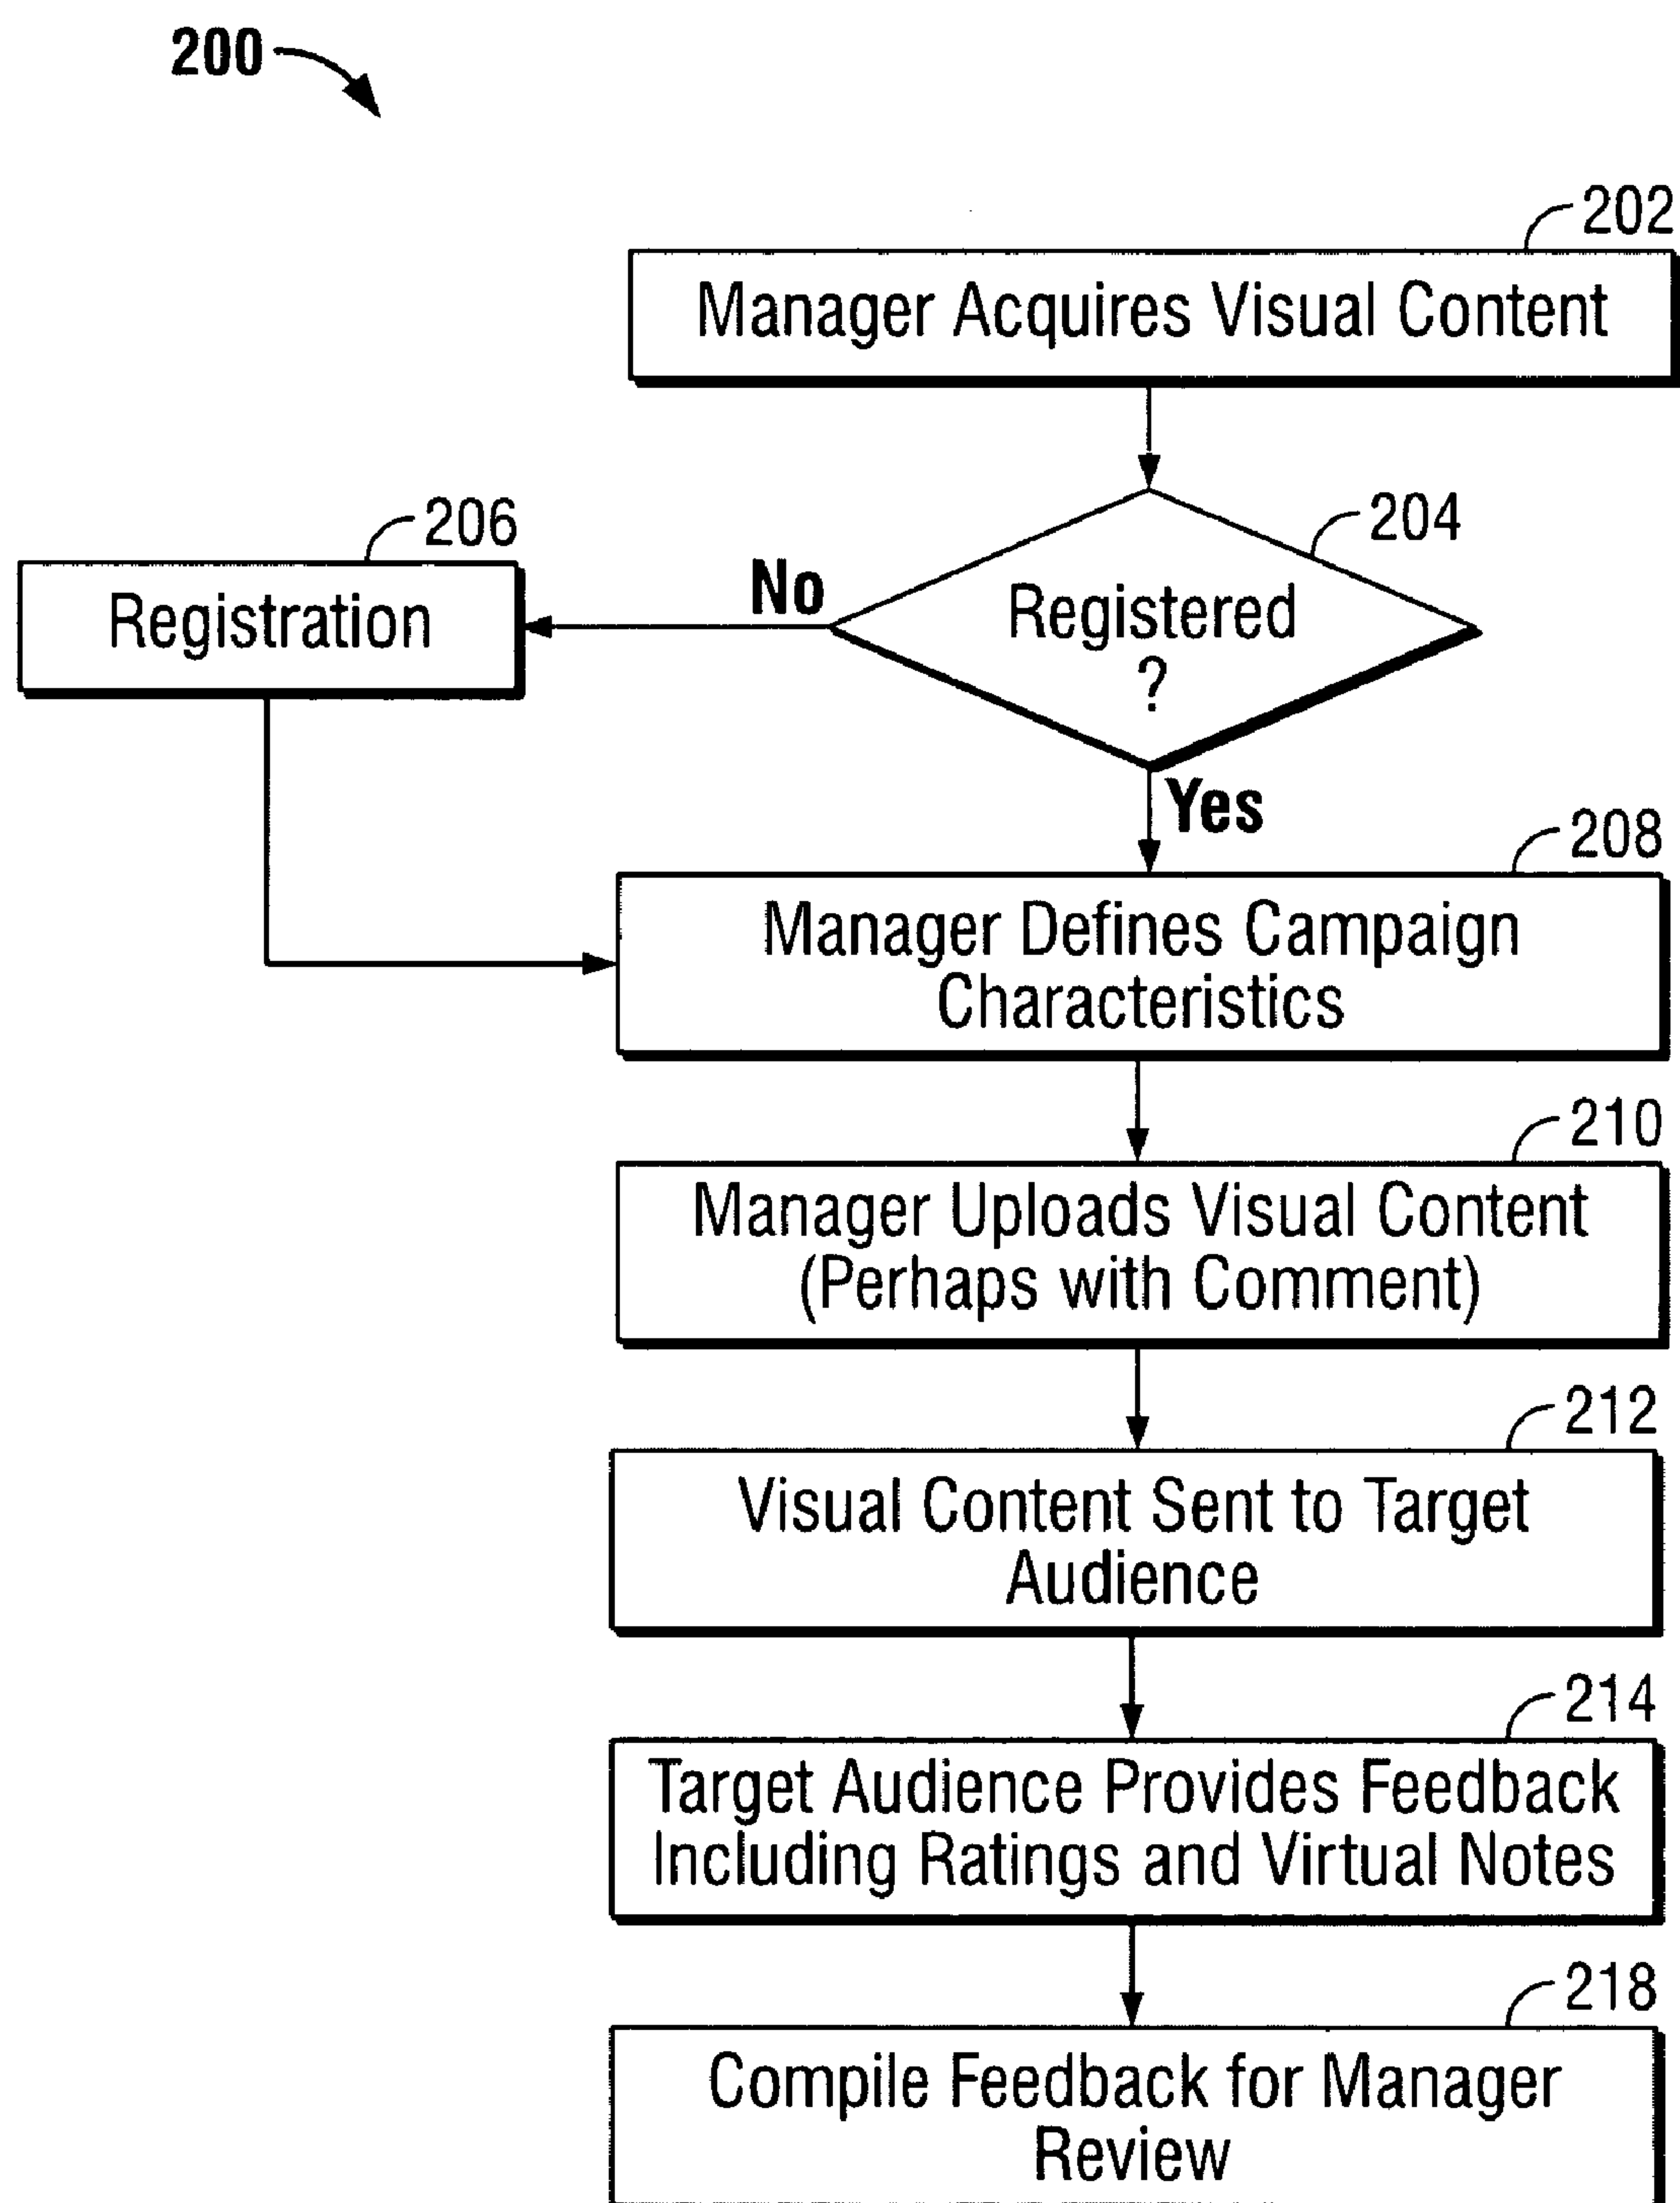 200
202
Manager Acquires Visual Content
204
Registered
?
No
206
Registration
Yes
208
Manager Defines Campaign
Characteristics
210
Manager Uploads Visual Content
(Perhaps with Comment)
212
Visual Content Sent to Target
Audience
214
Target Audience Provides Feedback
Including Ratings and Virtual Notes
218
Compile Feedback for Manager
Review